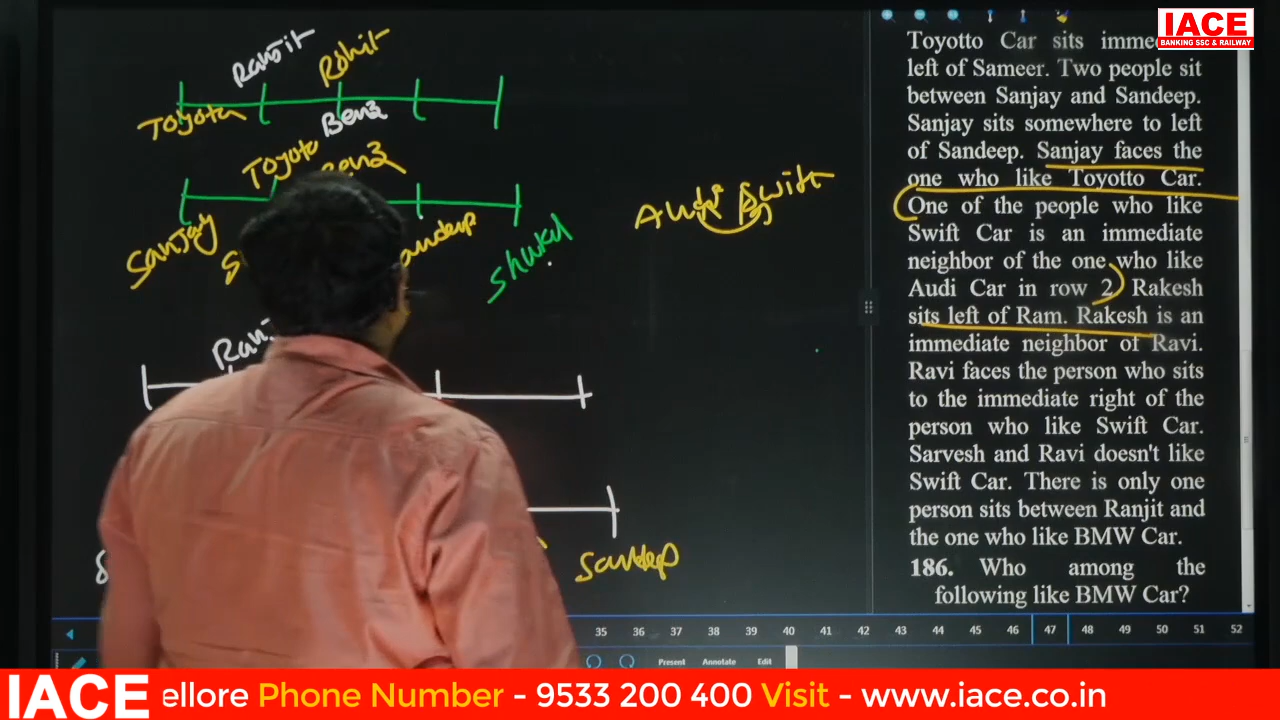 IACE
BANKING SSC & RAILWAY
Toyotto Car sits
left of Sameer. Two people sit
between Sanjay and Sandeep.
Sanjay sits somewhere to left
of Sandeep. Sanjay faces the
one who like Toyotto Car.
One of the people who like
Swift Car is an immediate
neighbor of the one who like
Audi Car in row 2. Rakesh
sits left of Ram. Rakesh is an
immediate neighbor of Ravi.
Ravi faces the person who sits
to the immediate right of the
person who like Swift Car.
Sarvesh and Ravi doesn't like
Swift Car. There is only one
person sits between Ranjit and
the one who like BMW Car.
186. Who among the
following like BMW Car?
Ranjit Rohit
Toyota Benz
Toyota Benz
Sanjay Shukl
Audi Swift
Sandep
35 36 37 38 39 40 41 42 43 44 45 46 47 48 49 50 51 52
Present Annotate Edit
IACE ellore Phone Number - 9533 200 400 Visit - www.iace.co.in